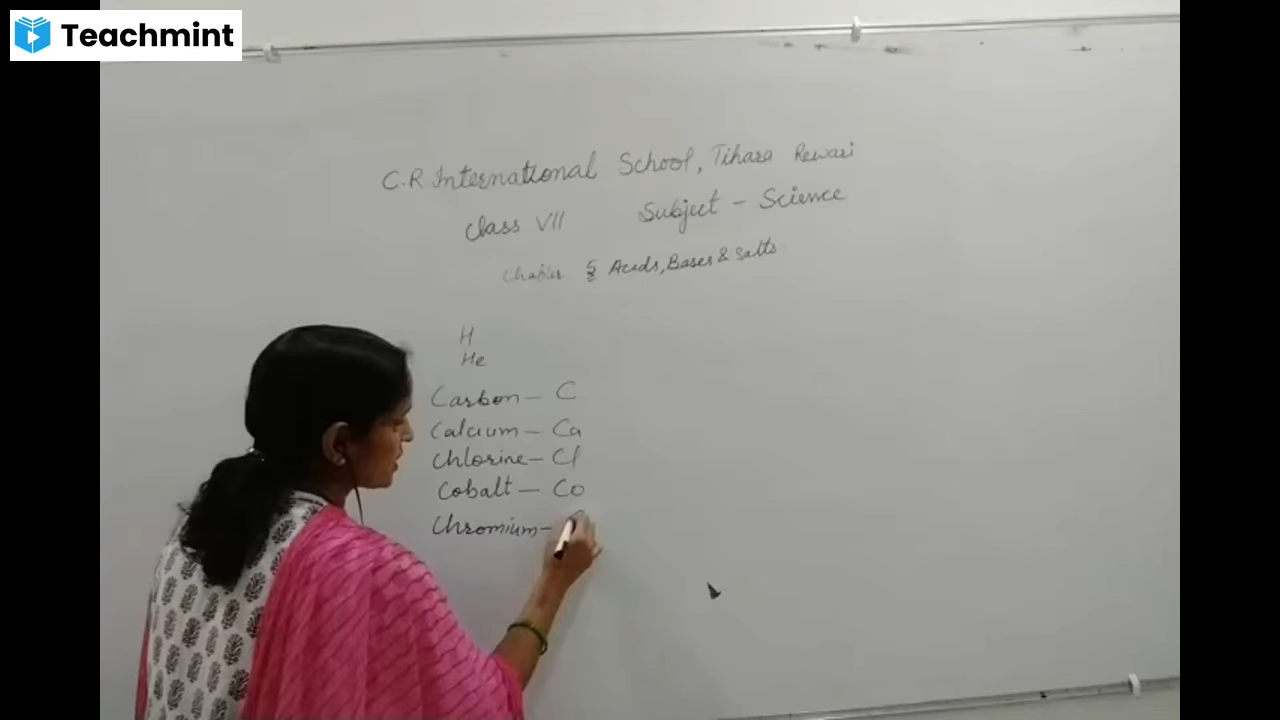 Teachmint
C.R International School, Tihara Rewari
Class VII Subject - Science
Chapter 5 Acids, Bases & Salts
H
He
Carbon - C
Calcium - Ca
Chlorine - Cl
Cobalt - Co
Chromium -